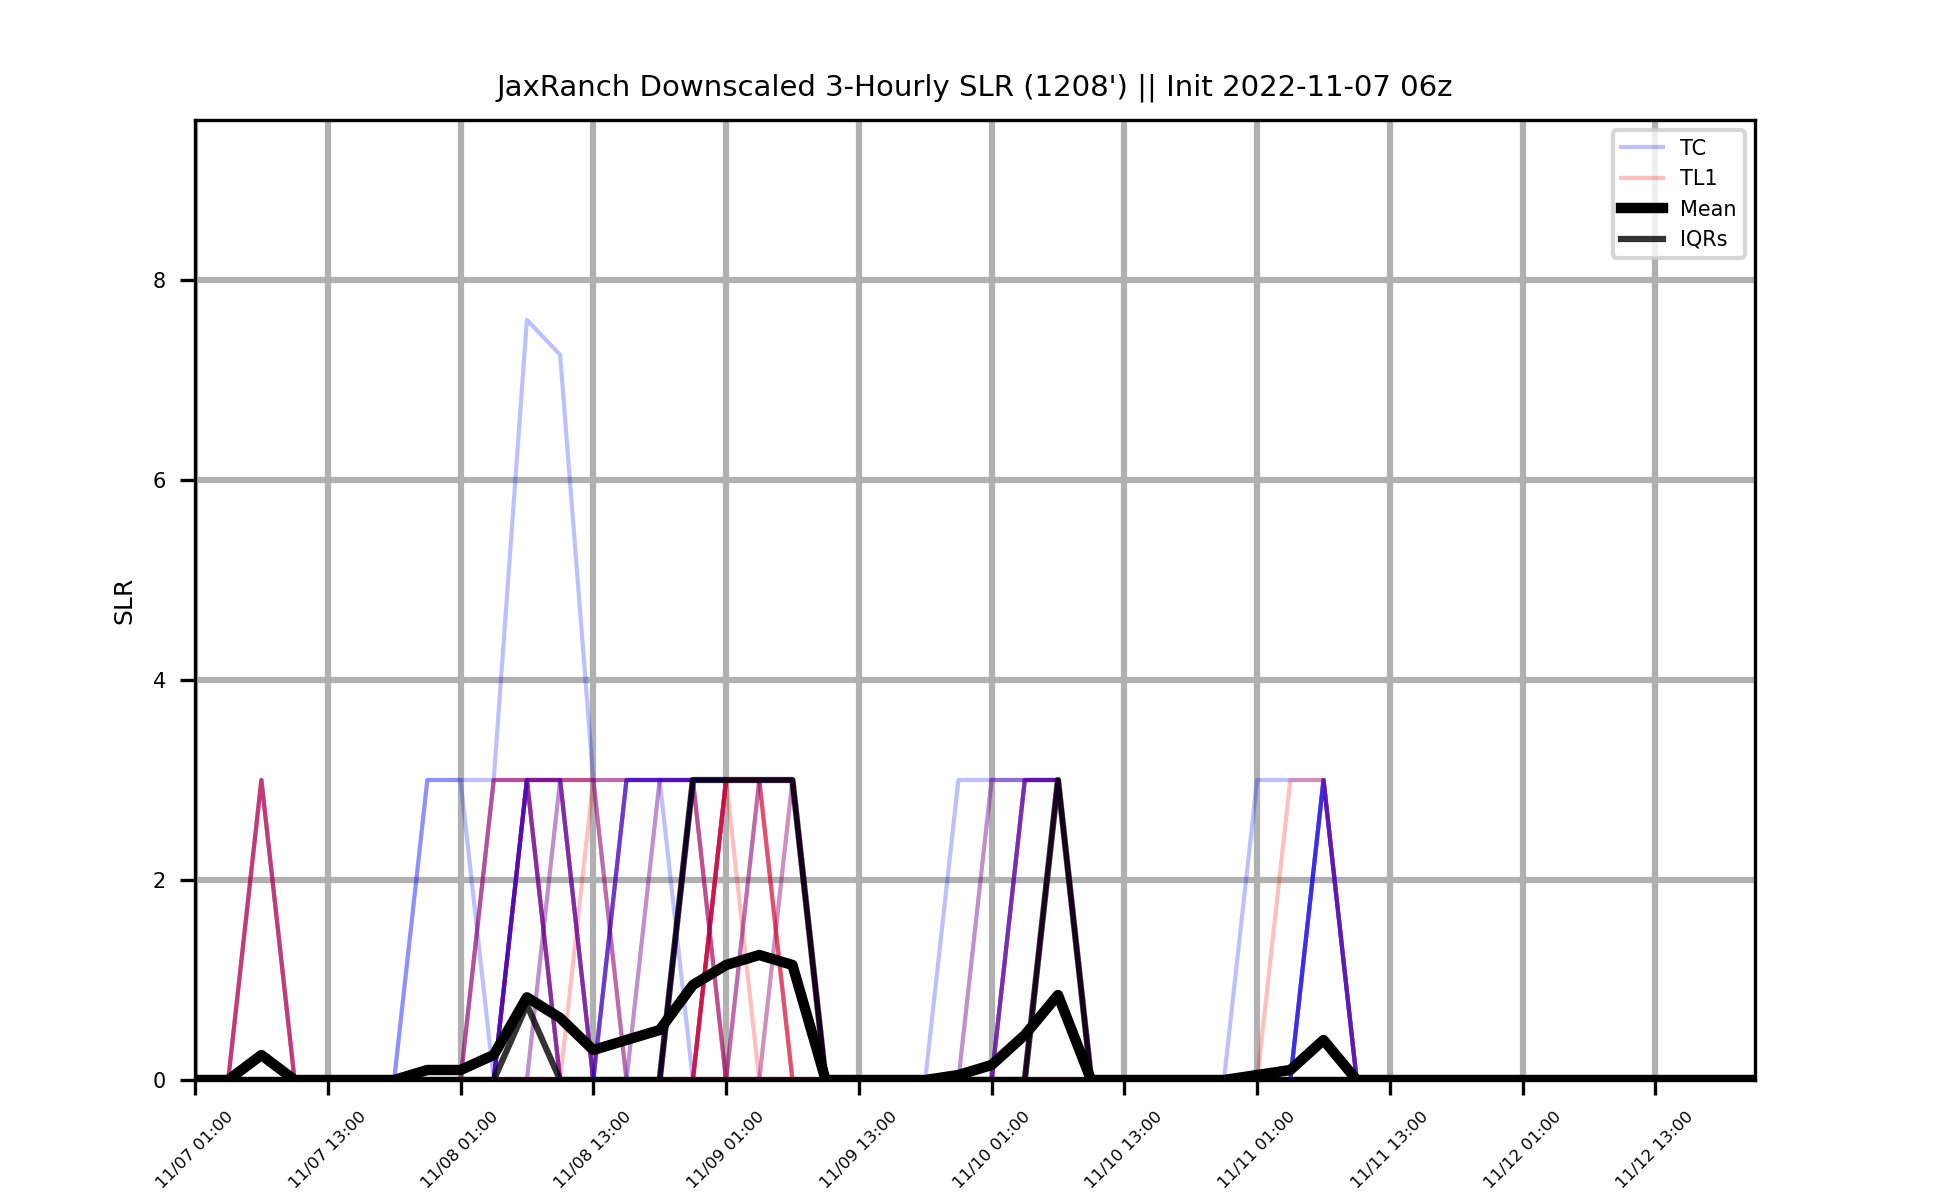 JaxRanch Downscaled 3-Hourly SLR (1208') || Init 2022-11-07 06z
TC
TL1
Mean
IQRs
SLR
8
6
4
2
0
11/07 01:00
11/07 13:00
11/08 01:00
11/08 13:00
11/09 01:00
11/09 13:00
11/10 01:00
11/10 13:00
11/11 01:00
11/11 13:00
11/12 01:00
11/12 13:00